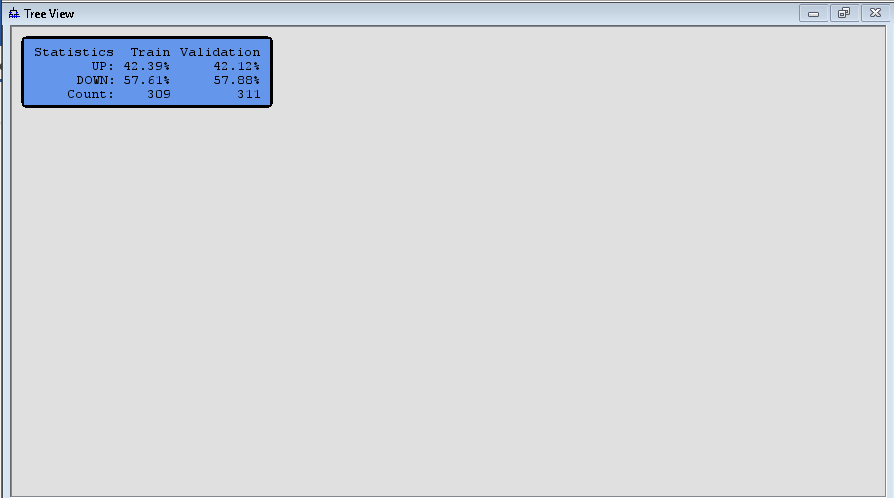 Tree View
Statistics Train Validation
UP: 42.39% 42.12%
DOWN: 57.61% 57.88%
Count: 309 311